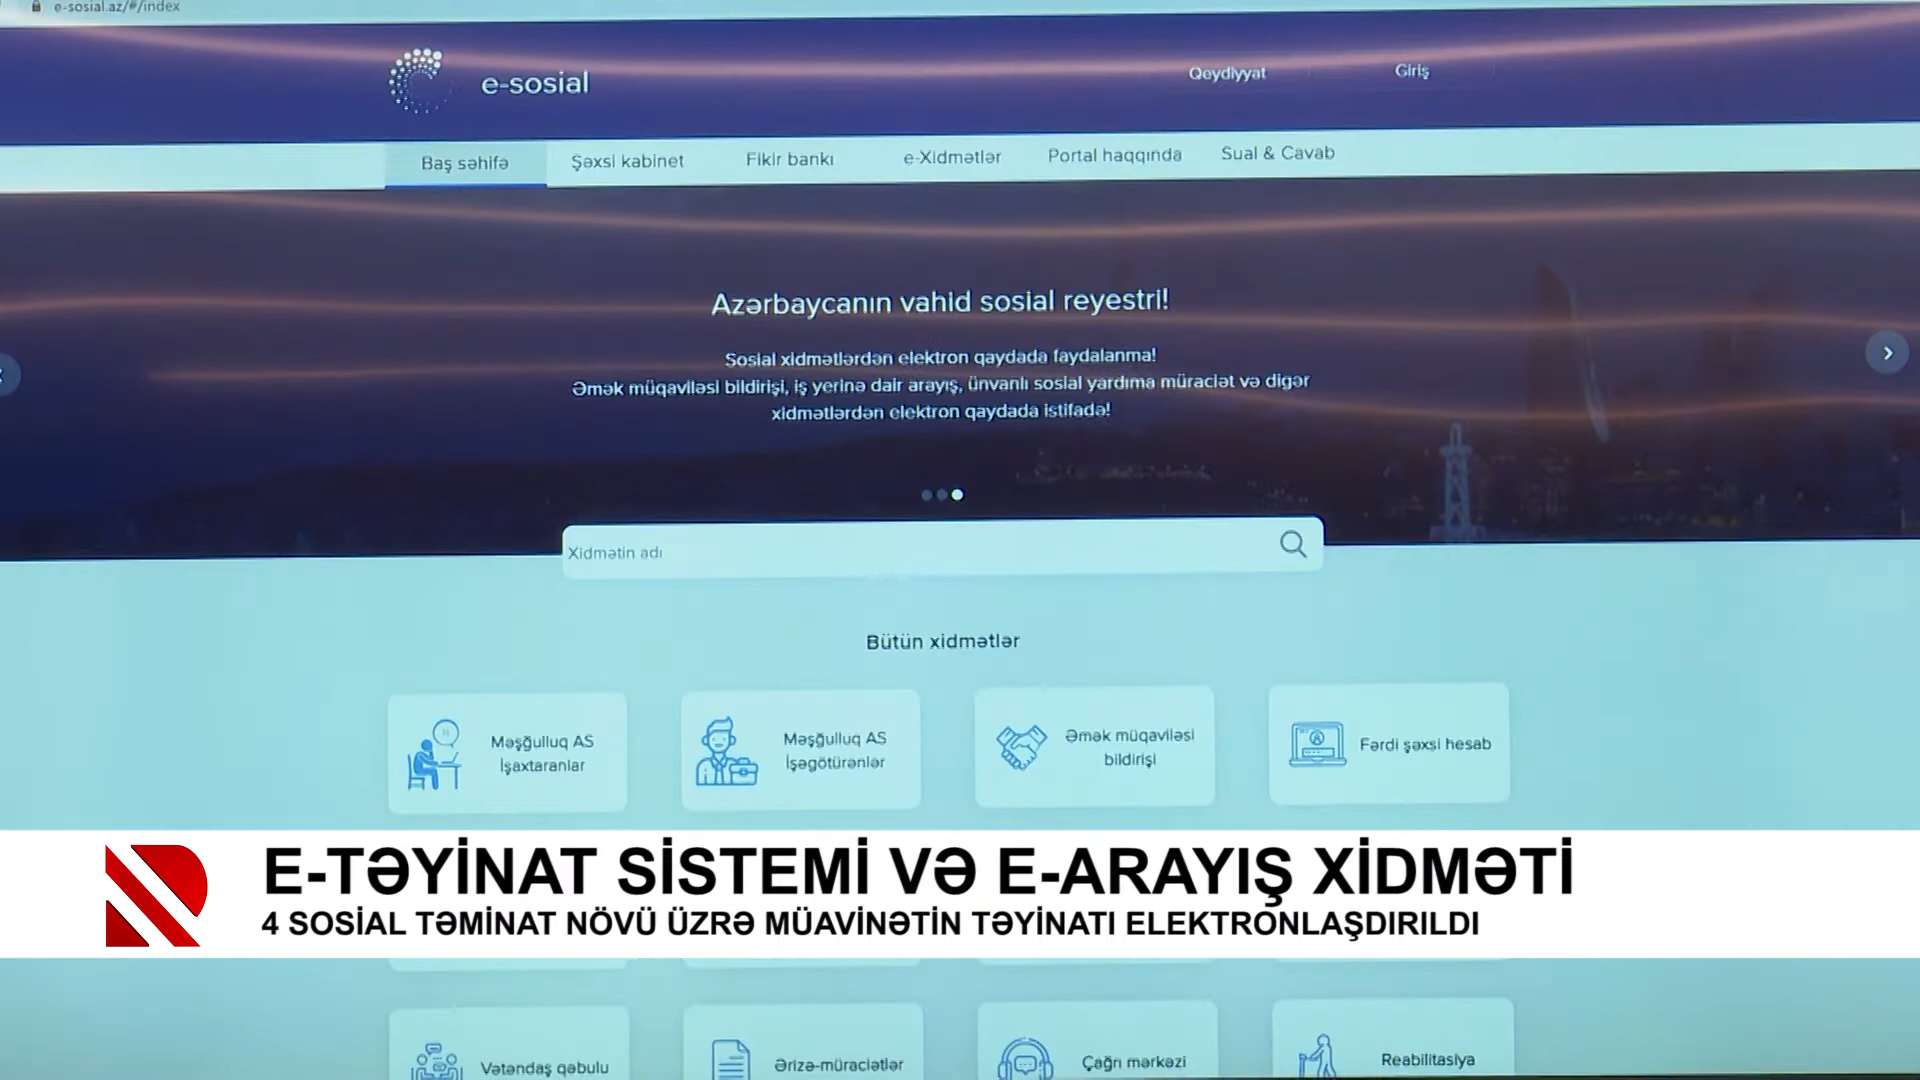 e-sosial.az/#/index
e-sosial
Qeydiyyat
Giriş
Baş səhifə
Şəxsi kabinet
Fikir bankı
e-Xidmətlər
Portal haqqında
Sual & Cavab
Azərbaycanın vahid sosial reyestri!
Sosial xidmətlərdən elektron qaydada faydalanma!
Əmək müqaviləsi bildirişi, iş yerinə dair arayış, ünvanlı sosial yardıma müraciət və digər
xidmətlərdən elektron qaydada istifadə!
Xidmətin adı
Bütün xidmətlər
Məşğulluq AS
İşaxtaranlar
Məşğulluq AS
İşəgötürənlər
Əmək müqaviləsi
bildirişi
Fərdi şəxsi hesab
E-TƏYİNAT SİSTEMİ VƏ E-ARAYIŞ XİDMƏTİ
4 SOSİAL TƏMİNAT NÖVÜ ÜZRƏ MÜAVİNƏTİN TƏYİNATI ELEKTRONLAŞDIRILDI
Vətəndaş qəbulu
Ərizə-müraciətlər
Çağrı mərkəzi
Reabilitasiya